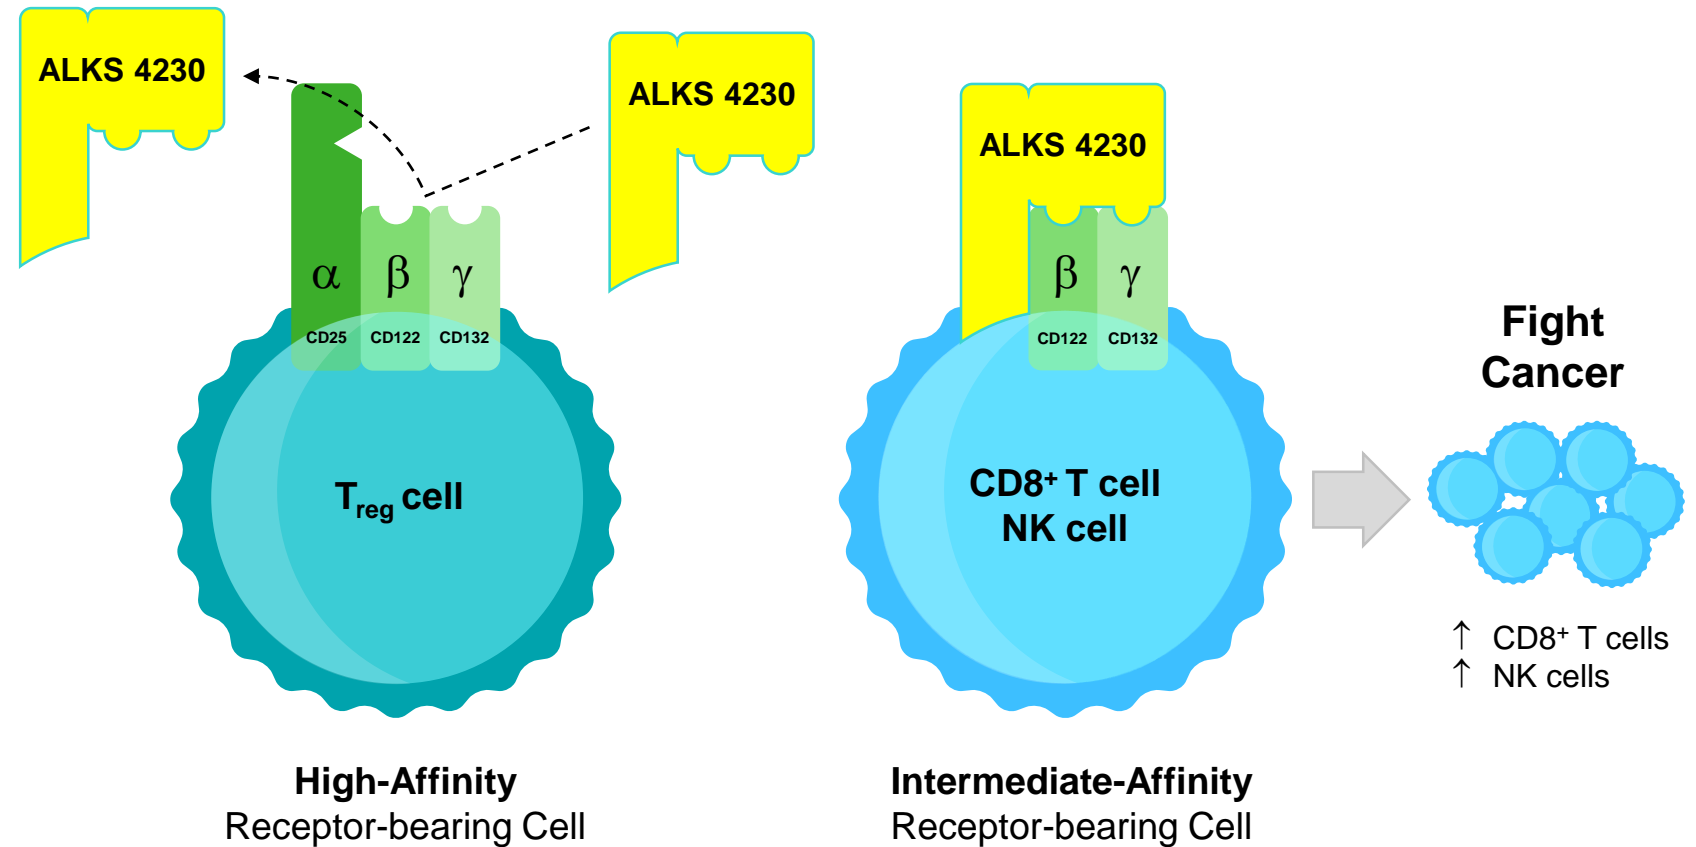 ALKS 4230
ALKS 4230
α β γ
CD25 CD122 CD132
T_reg cell
High-Affinity
Receptor-bearing Cell
ALKS 4230
β γ
CD122 CD132
CD8⁺ T cell
NK cell
Intermediate-Affinity
Receptor-bearing Cell
Fight
Cancer
↑ CD8⁺ T cells
↑ NK cells